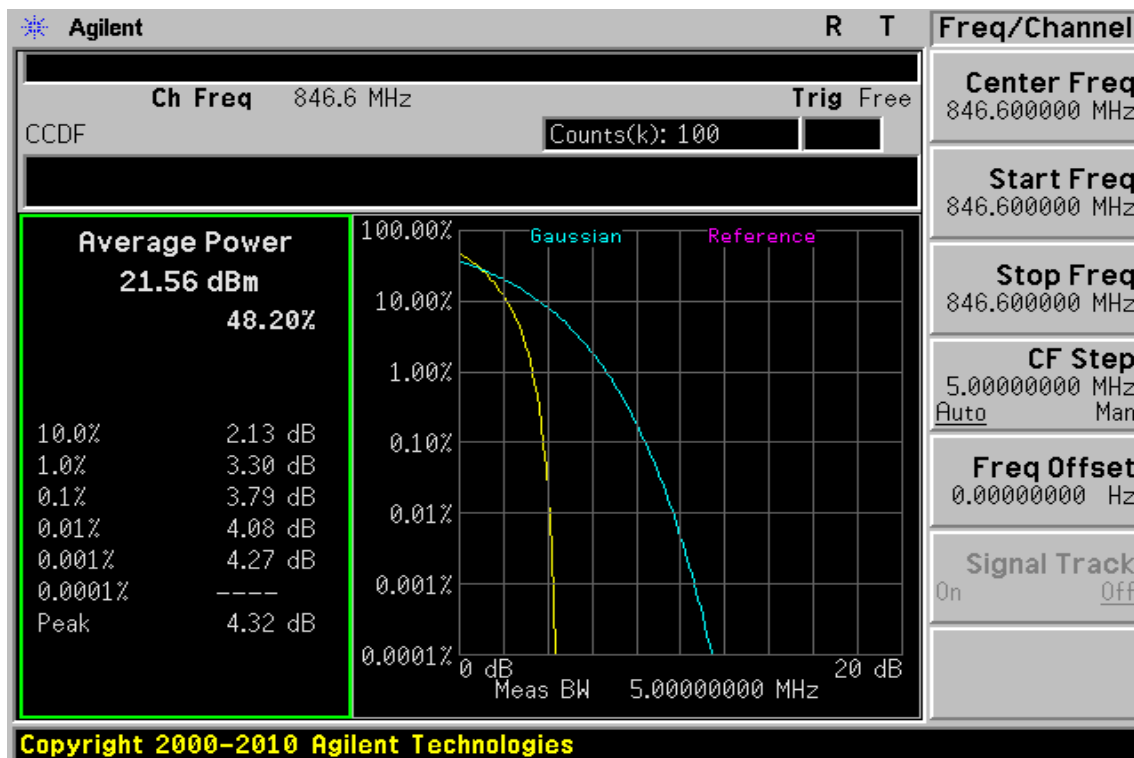 Agilent R T
Ch Freq 846.6 MHz Trig Free
CCDF Counts(k): 100
Average Power
21.56 dBm
48.20%
10.0% 2.13 dB
1.0% 3.30 dB
0.1% 3.79 dB
0.01% 4.08 dB
0.001% 4.27 dB
0.0001% ----
Peak 4.32 dB
Gaussian Reference
100.00%
10.00%
1.00%
0.10%
0.01%
0.001%
0.0001%
0 dB 20 dB
Meas BW 5.00000000 MHz
Freq/Channel
Center Freq
846.600000 MHz
Start Freq
846.600000 MHz
Stop Freq
846.600000 MHz
CF Step
5.00000000 MHz
Auto Man
Freq Offset
0.00000000 Hz
Signal Track
On Off
Copyright 2000-2010 Agilent Technologies